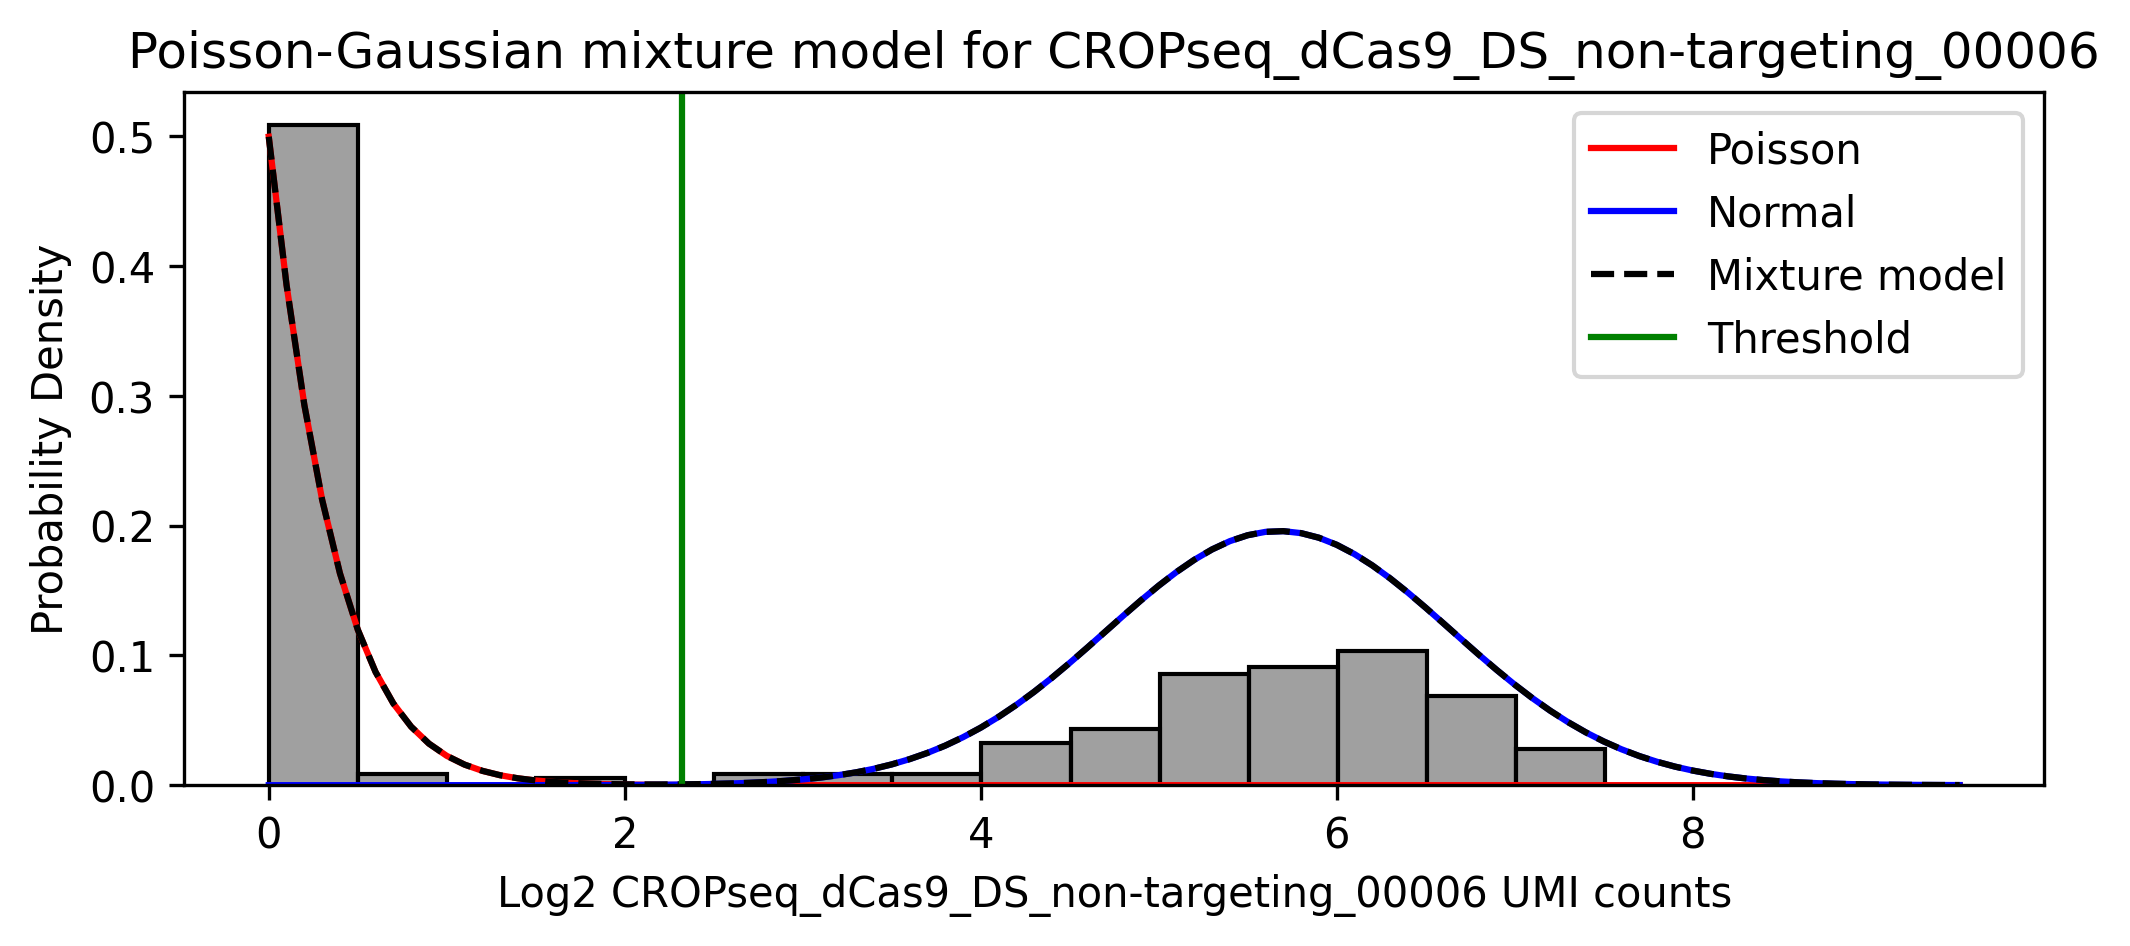 Poisson-Gaussian mixture model for CROPseq_dCas9_DS_non-targeting_00006
Probability Density
0.5
0.4
0.3
0.2
0.1
0.0
Poisson
Normal
Mixture model
Threshold
0 2 4 6 8
Log2 CROPseq_dCas9_DS_non-targeting_00006 UMI counts